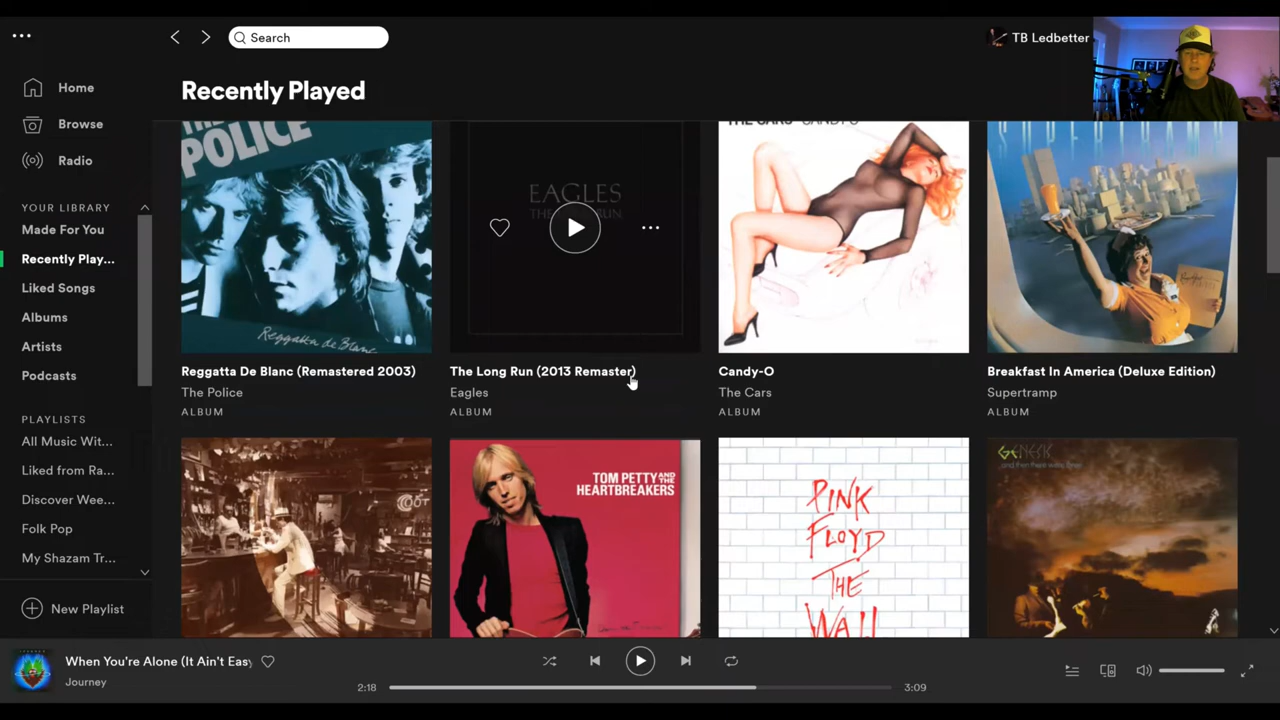 Search
TB Ledbetter
Home
Browse
Radio
YOUR LIBRARY
Made For You
Recently Play...
Liked Songs
Albums
Artists
Podcasts
PLAYLISTS
All Music Wit...
Liked from Ra...
Discover Wee...
Folk Pop
My Shazam Tr...
New Playlist
Recently Played
POLICE
Reggatta de Blanc
Reggatta De Blanc (Remastered 2003)
The Police
ALBUM
EAGLES
The Long Run (2013 Remaster)
Eagles
ALBUM
THE CARS CANDY-O
Candy-O
The Cars
ALBUM
SUPERTRAMP
Breakfast In America (Deluxe Edition)
Supertramp
ALBUM
TOM PETTY AND THE
HEARTBREAKERS
PINK
FLOYD
THE
WALL
GENESIS
When You're Alone (It Ain't Easy
Journey
2:18
3:09